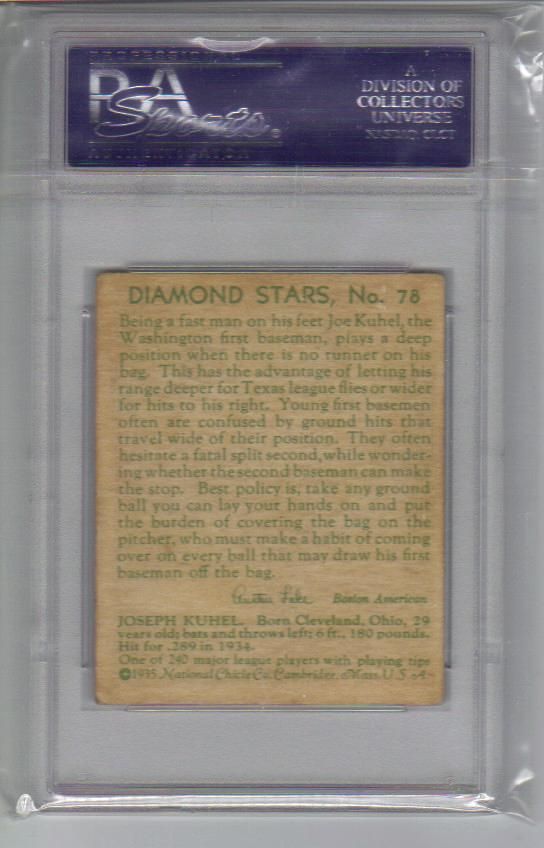 PROFESSIONAL
PSA
Sports®
AUTHENTICATOR
A
DIVISION OF
COLLECTORS
UNIVERSE
NASDAQ: CLCT
DIAMOND STARS, No. 78
Being a fast man on his feet Joe Kuhel, the
Washington first baseman, plays a deep
position when there is no runner on his
bag. This has the advantage of letting his
range deeper for Texas league flies or wider
for hits to his right. Young first basemen
often are confused by ground hits that
travel wide of their position. They often
hesitate a fatal split second, while wonder-
ing whether the second baseman can make
the stop. Best policy is, take any ground
ball you can lay your hands on and put
the burden of covering the bag on the
pitcher, who must make a habit of coming
over on every ball that may draw his first
baseman off the bag.
Austen Lake Boston American
JOSEPH KUHEL. Born Cleveland, Ohio, 29
years old; bats and throws left; 6 ft., 180 pounds.
Hit for .289 in 1934.
One of 240 major league players with playing tips
©1935 National Chicle Co. Cambridge, Mass. U.S.A.